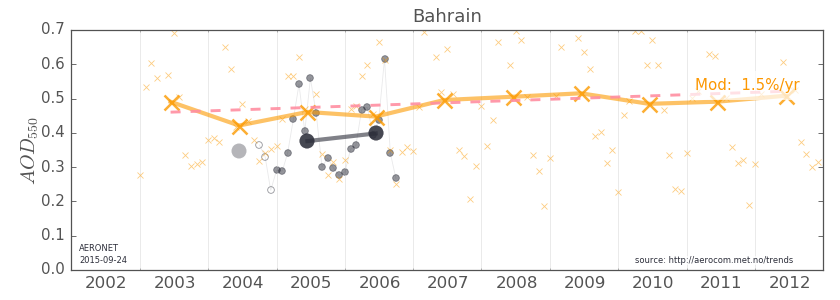 Bahrain
0.7
0.6
0.5
0.4
0.3
0.2
0.1
0.0
AOD550
Mod: 1.5%/yr
AERONET
2015-09-24
source: http://aerocom.met.no/trends
2002 2003 2004 2005 2006 2007 2008 2009 2010 2011 2012